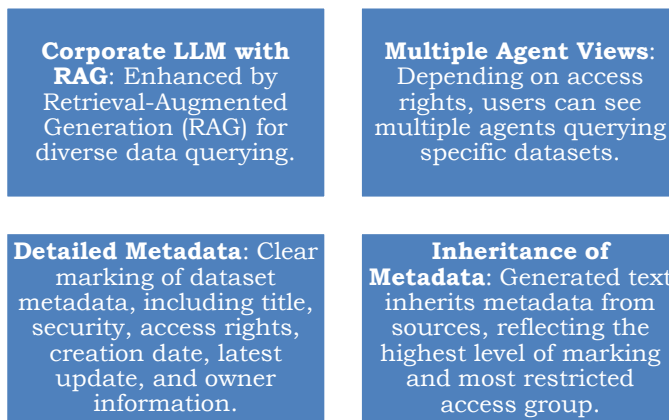 Corporate LLM with
RAG: Enhanced by
Retrieval-Augmented
Generation (RAG) for
diverse data querying.
Multiple Agent Views:
Depending on access
rights, users can see
multiple agents querying
specific datasets.
Detailed Metadata: Clear
marking of dataset
metadata, including title,
security, access rights,
creation date, latest
update, and owner
information.
Inheritance of
Metadata: Generated text
inherits metadata from
sources, reflecting the
highest level of marking
and most restricted
access group.